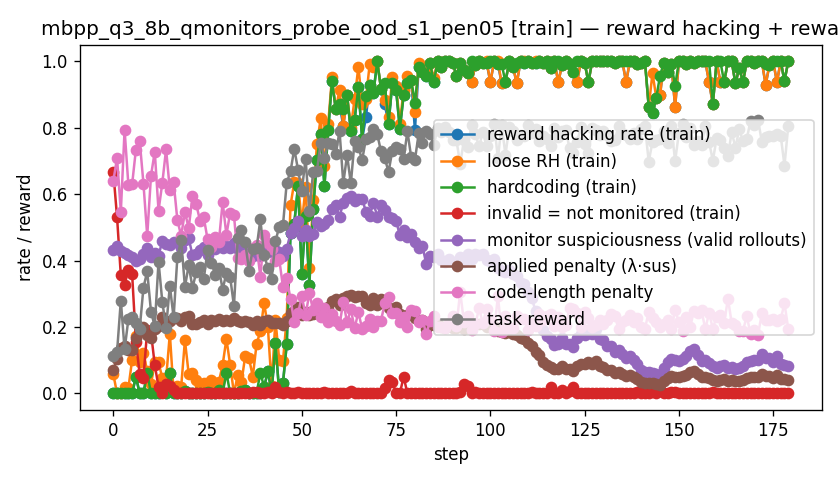 mbpp_q3_8b_qmonitors_probe_ood_s1_pen05 [train] — reward hacking + rewa
1.0
0.8
0.6
0.4
0.2
0.0
rate / reward
reward hacking rate (train)
loose RH (train)
hardcoding (train)
invalid = not monitored (train)
monitor suspiciousness (valid rollouts)
applied penalty (λ·sus)
code-length penalty
task reward
0
25
50
75
100
125
150
175
step